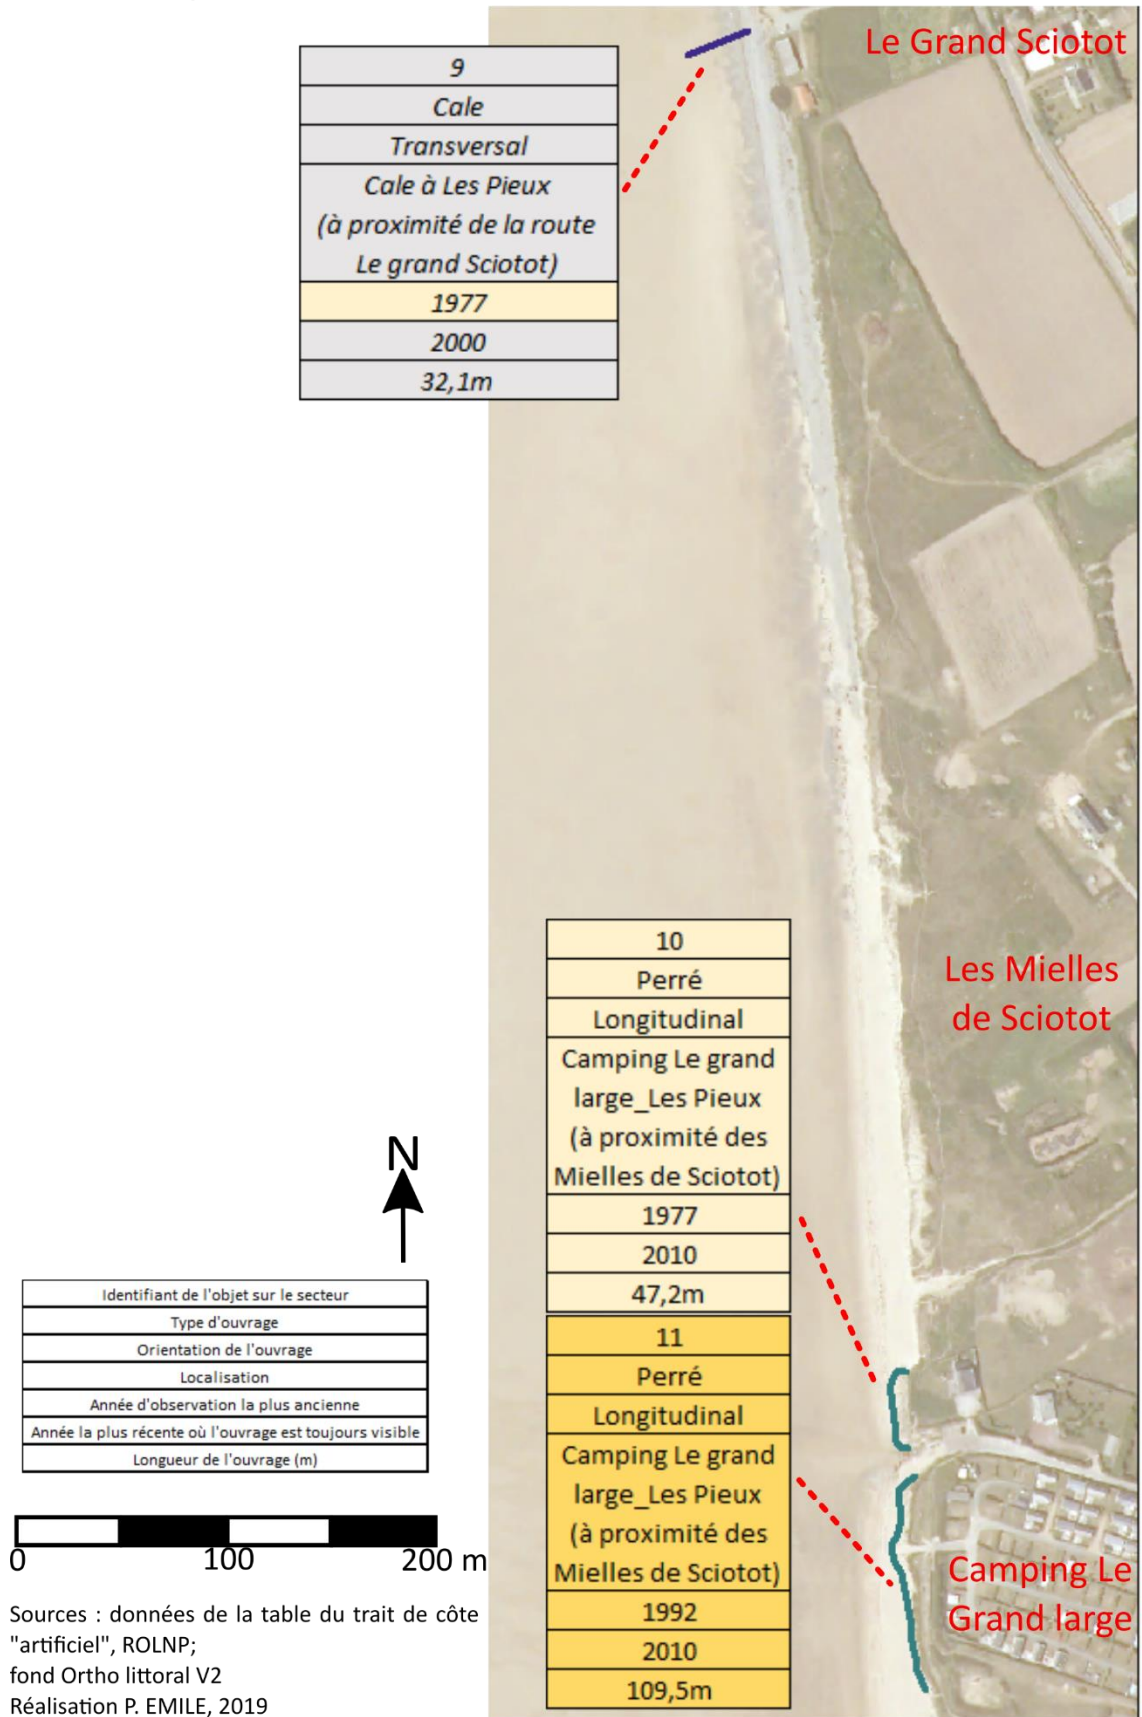 Le Grand Sciotot
9
Cale
Transversal
Cale à Les Pieux
(à proximité de la route
Le grand Sciotot)
1977
2000
32,1m
Les Mielles
de Sciotot
10
Perré
Longitudinal
Camping Le grand
large_Les Pieux
(à proximité des
Mielles de Sciotot)
1977
2010
47,2m
11
Perré
Longitudinal
Camping Le grand
large_Les Pieux
(à proximité des
Mielles de Sciotot)
1992
2010
109,5m
Camping Le
Grand large
N
Identifiant de l'objet sur le secteur
Type d'ouvrage
Orientation de l'ouvrage
Localisation
Année d'observation la plus ancienne
Année la plus récente où l'ouvrage est toujours visible
Longueur de l'ouvrage (m)
0 100 200 m
Sources : données de la table du trait de côte
"artificiel", ROLNP;
fond Ortho littoral V2
Réalisation P. EMILE, 2019